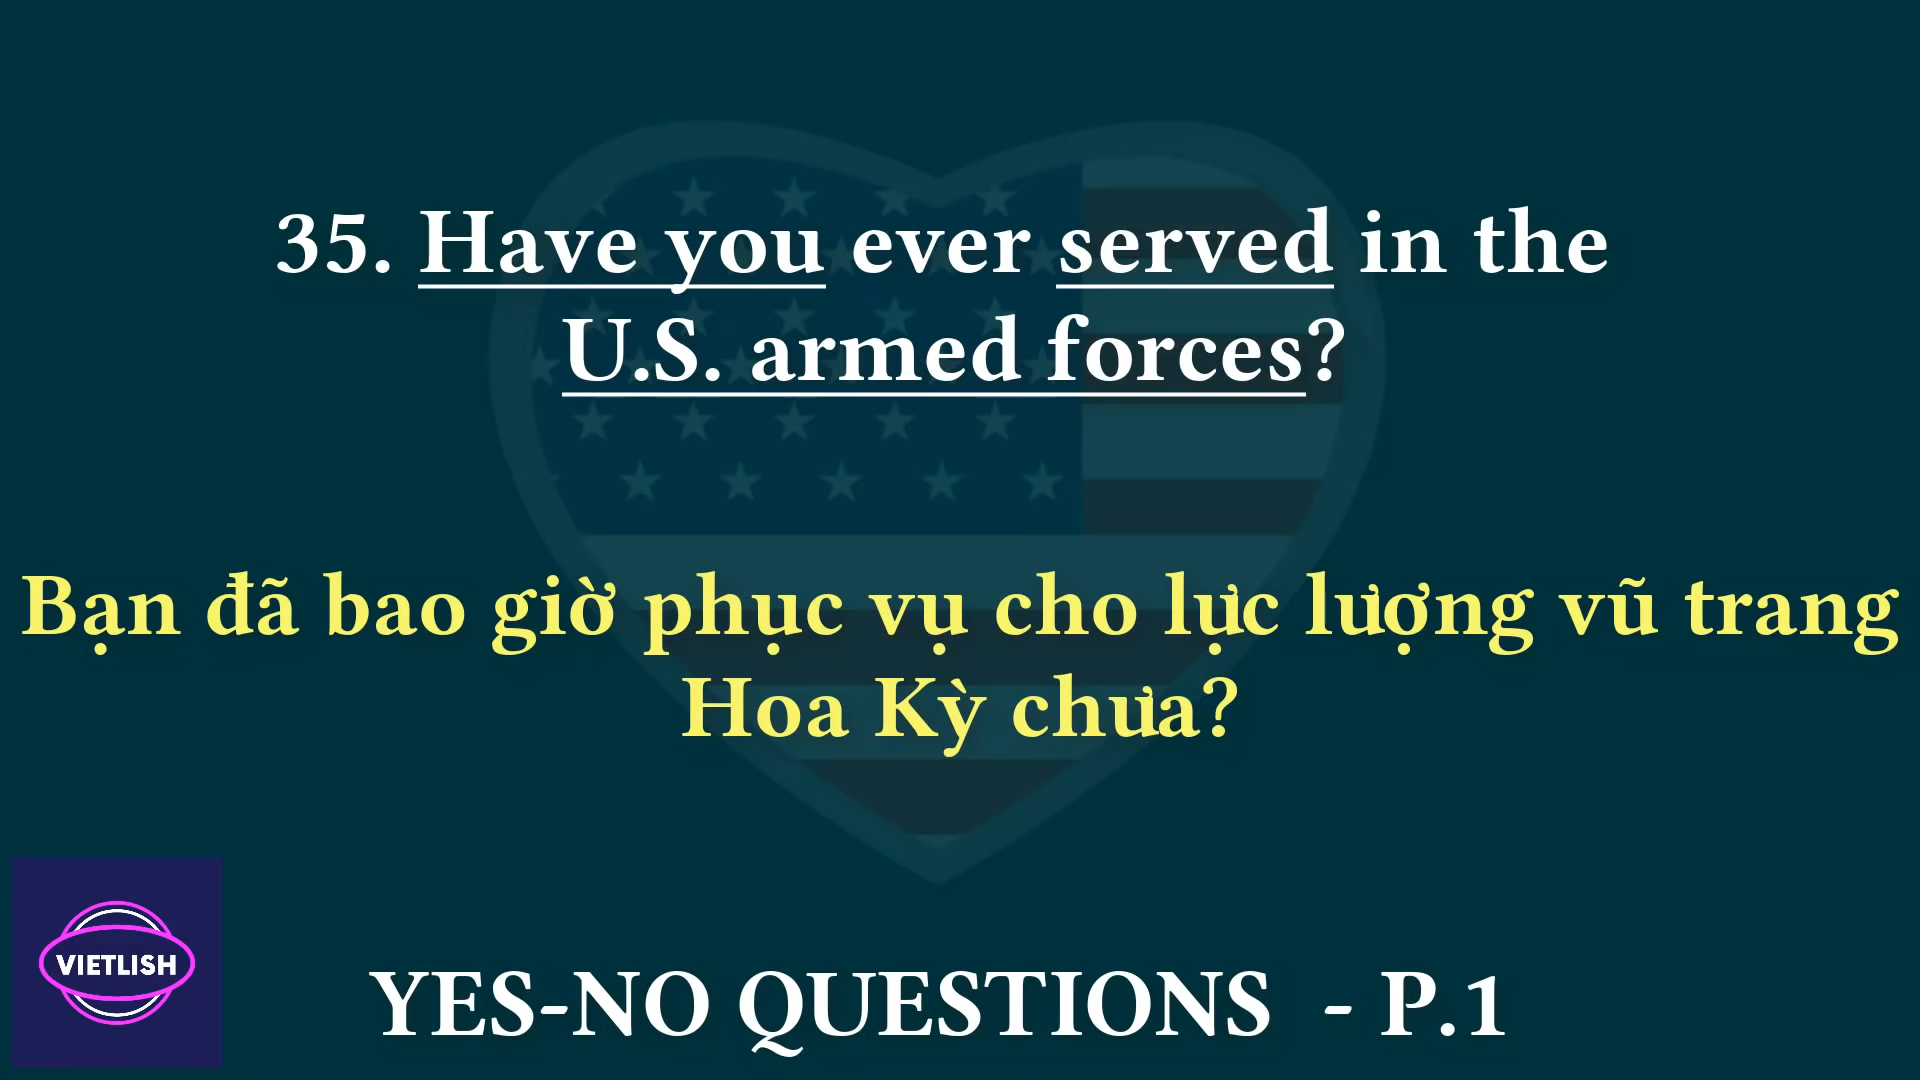 35. Have you ever served in the
U.S. armed forces?
Bạn đã bao giờ phục vụ cho lực lượng vũ trang
Hoa Kỳ chưa?
VIETLISH
YES-NO QUESTIONS - P.1